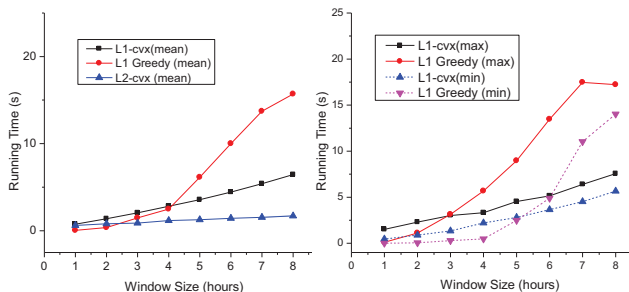 L1-cvx(mean)
L1 Greedy (mean)
L2-cvx (mean)
Running Time (s)
20
10
0
0 1 2 3 4 5 6 7 8
Window Size (hours)
L1-cvx(max)
L1 Greedy (max)
L1-cvx(min)
L1 Greedy (min)
Running Time (s)
25
20
15
10
5
0
0 1 2 3 4 5 6 7 8
Window Size (hours)